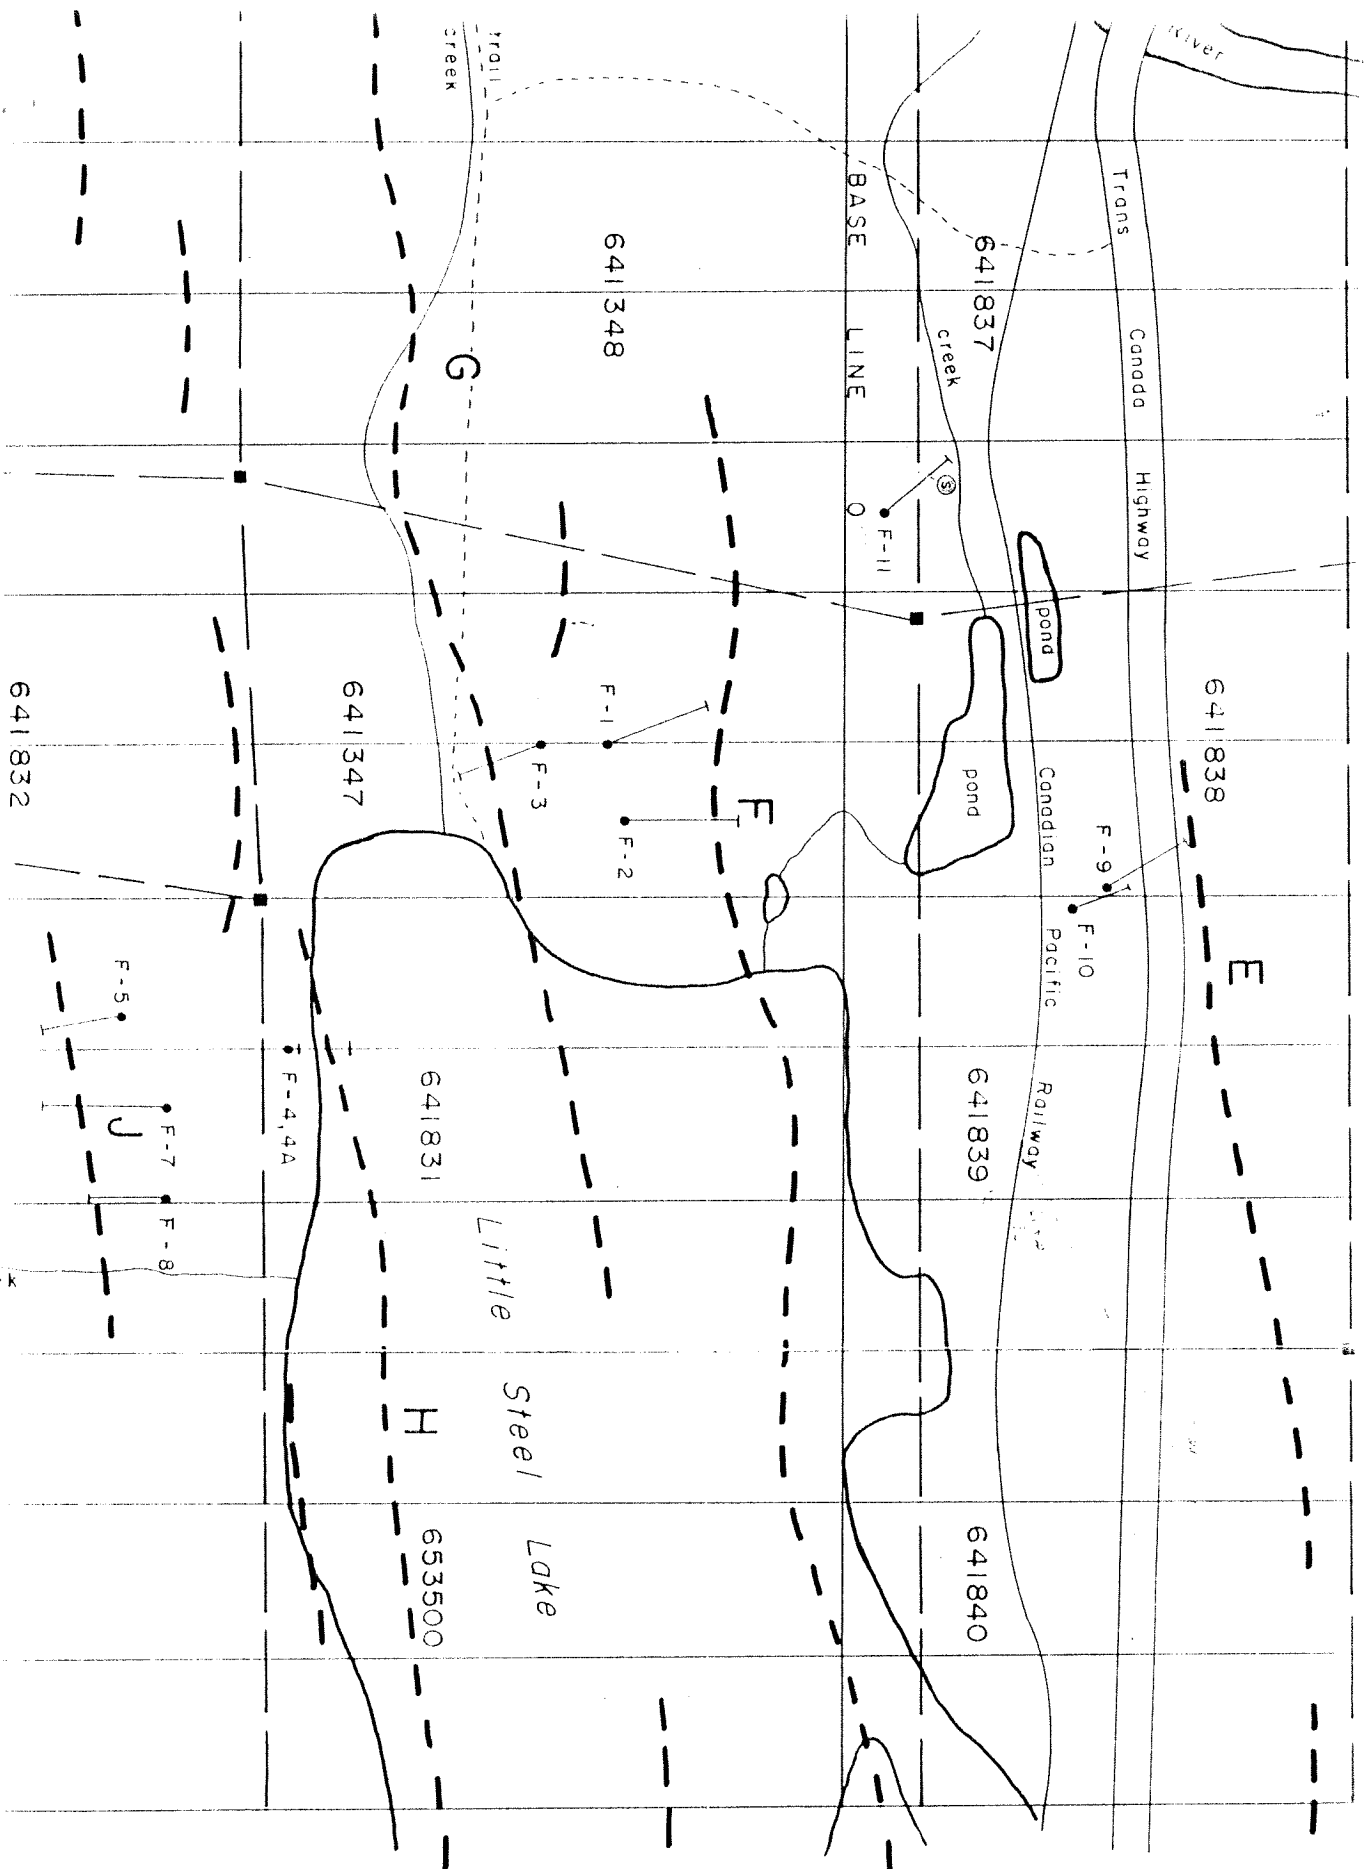 River
Trans Canada Highway
641838
E
F-9
F-10
Canadian Pacific Railway
pond
pond
641837
creek
S
F-11
641839
641840
BASE LINE O
F
641348
F-1
F-2
F-3
trail
creek
G
Little Steel Lake
641347
641831
653500
H
F-4,4A
F-5
F-7
J
F-8
641832
k